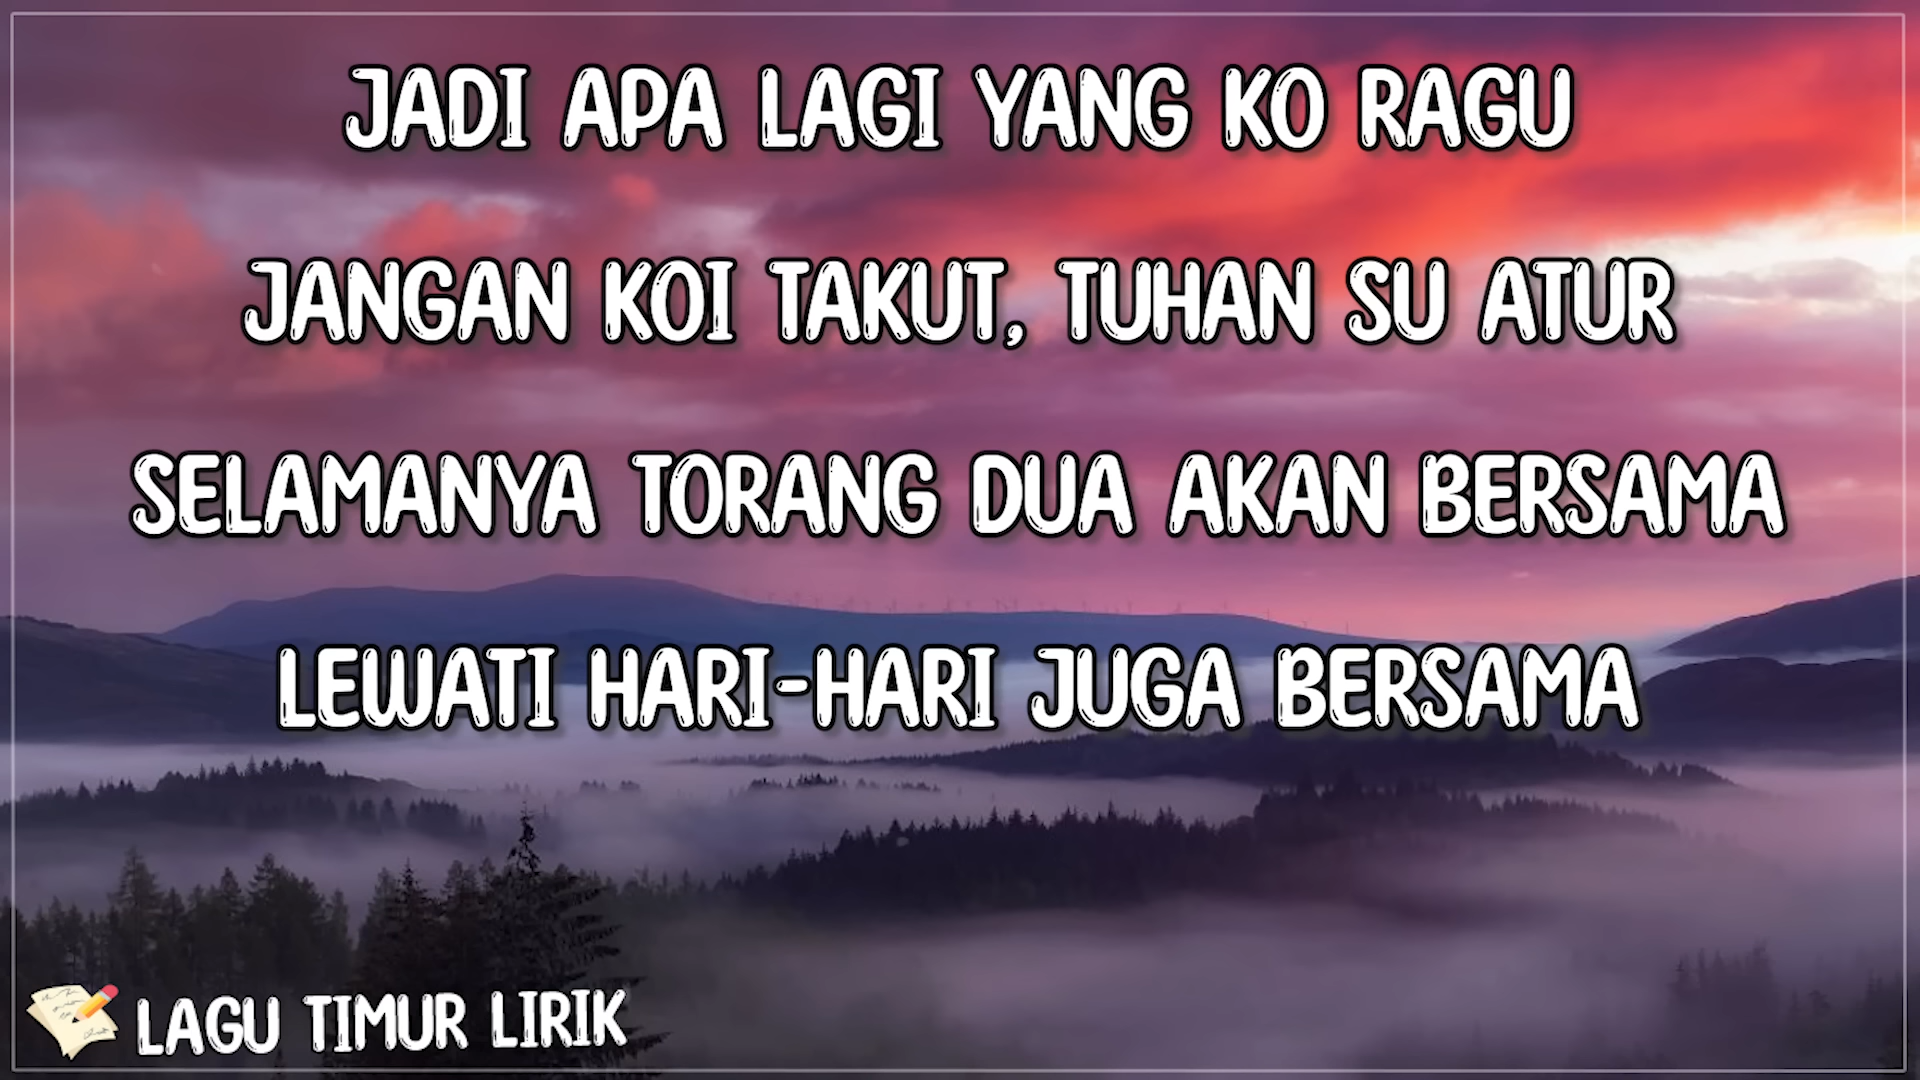 JADI APA LAGI YANG KO RAGU
JANGAN KOI TAKUT, TUHAN SU ATUR
SELAMANYA TORANG DUA AKAN BERSAMA
LEWATI HARI-HARI JUGA BERSAMA
LAGU TIMUR LIRIK